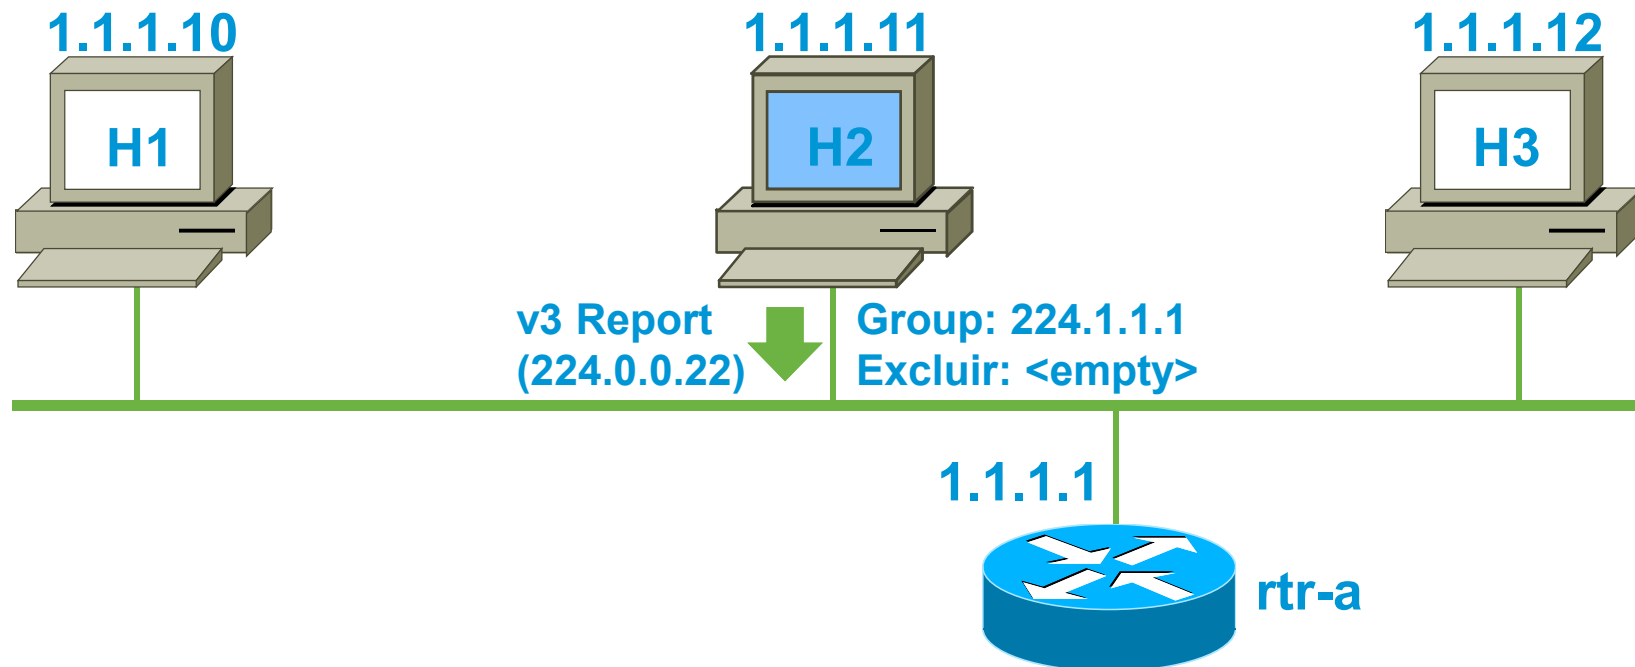 1.1.1.10
1.1.1.11
1.1.1.12
H1
H2
H3
v3 Report
(224.0.0.22)
Group: 224.1.1.1
Excluir: <empty>
1.1.1.1
rtr-a